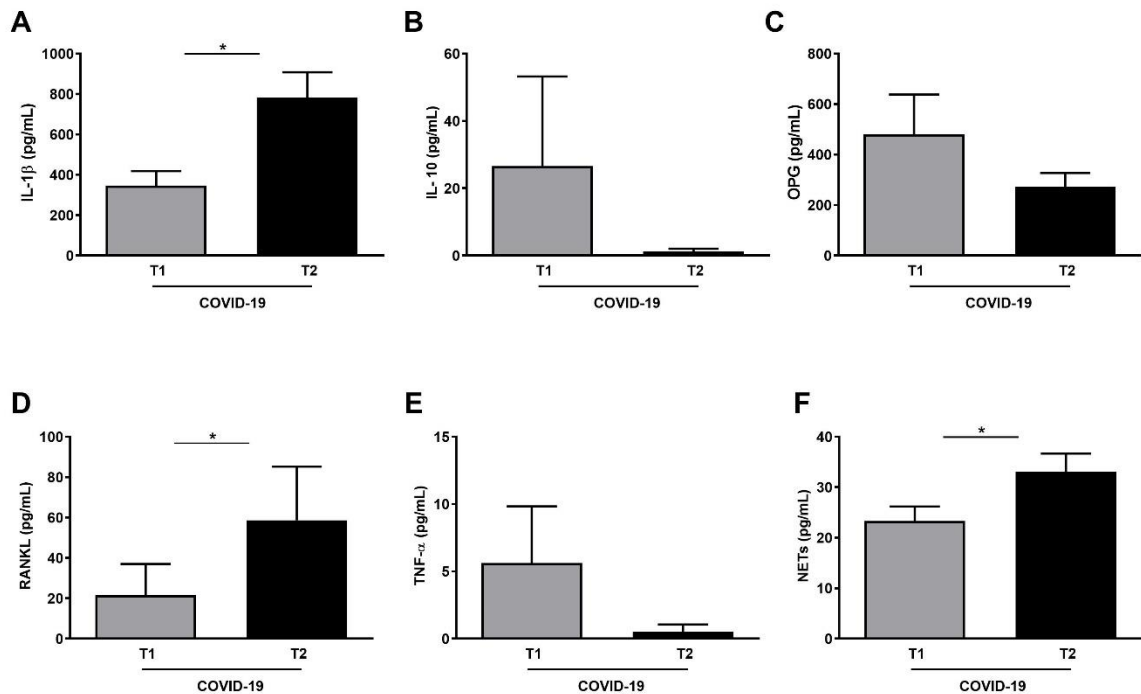 A
IL-1β (pg/mL)
1000
800
600
400
200
0
*
T1
T2
COVID-19
B
IL-10 (pg/mL)
60
40
20
0
T1
T2
COVID-19
C
OPG (pg/mL)
800
600
400
200
0
T1
T2
COVID-19
D
RANKL (pg/mL)
100
80
60
40
20
0
*
T1
T2
COVID-19
E
TNF-α (pg/mL)
15
10
5
0
T1
T2
COVID-19
F
NETs (pg/mL)
40
30
20
10
0
*
T1
T2
COVID-19